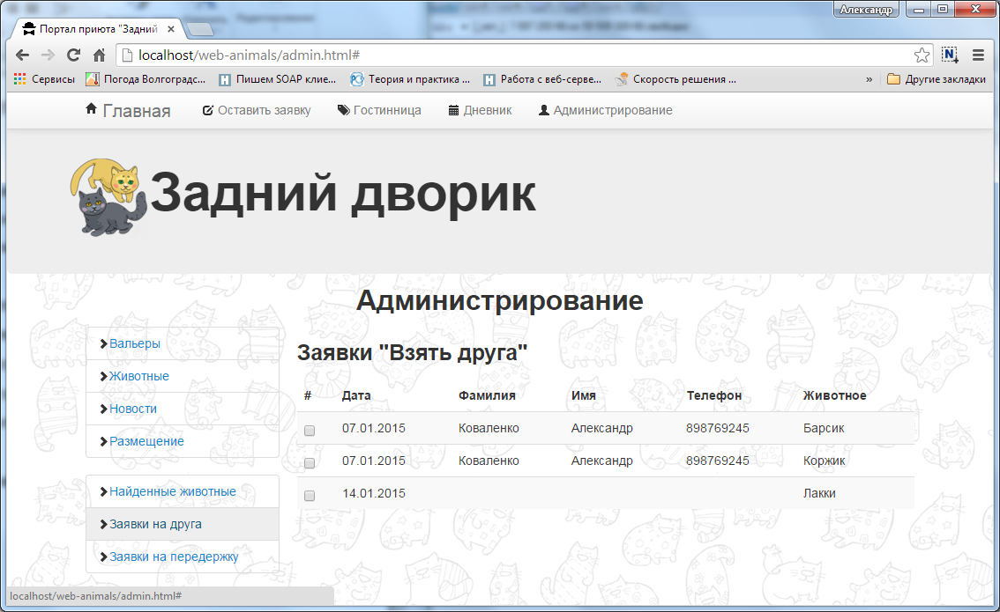 Александр
Портал приюта "Задний
localhost/web-animals/admin.html#
Сервисы Погода Волгоградс... Пишем SOAP клие... Теория и практика ... Работа с веб-серве... Скорость решения ... » Другие закладки
Главная Оставить заявку Гостинница Дневник Администрирование
Задний дворик
Администрирование
Вальеры
Животные
Новости
Размещение
Найденные животные
Заявки на друга
Заявки на передержку
Заявки "Взять друга"
# Дата Фамилия Имя Телефон Животное
07.01.2015 Коваленко Александр 898769245 Барсик
07.01.2015 Коваленко Александр 898769245 Коржик
14.01.2015 Лакки
localhost/web-animals/admin.html#